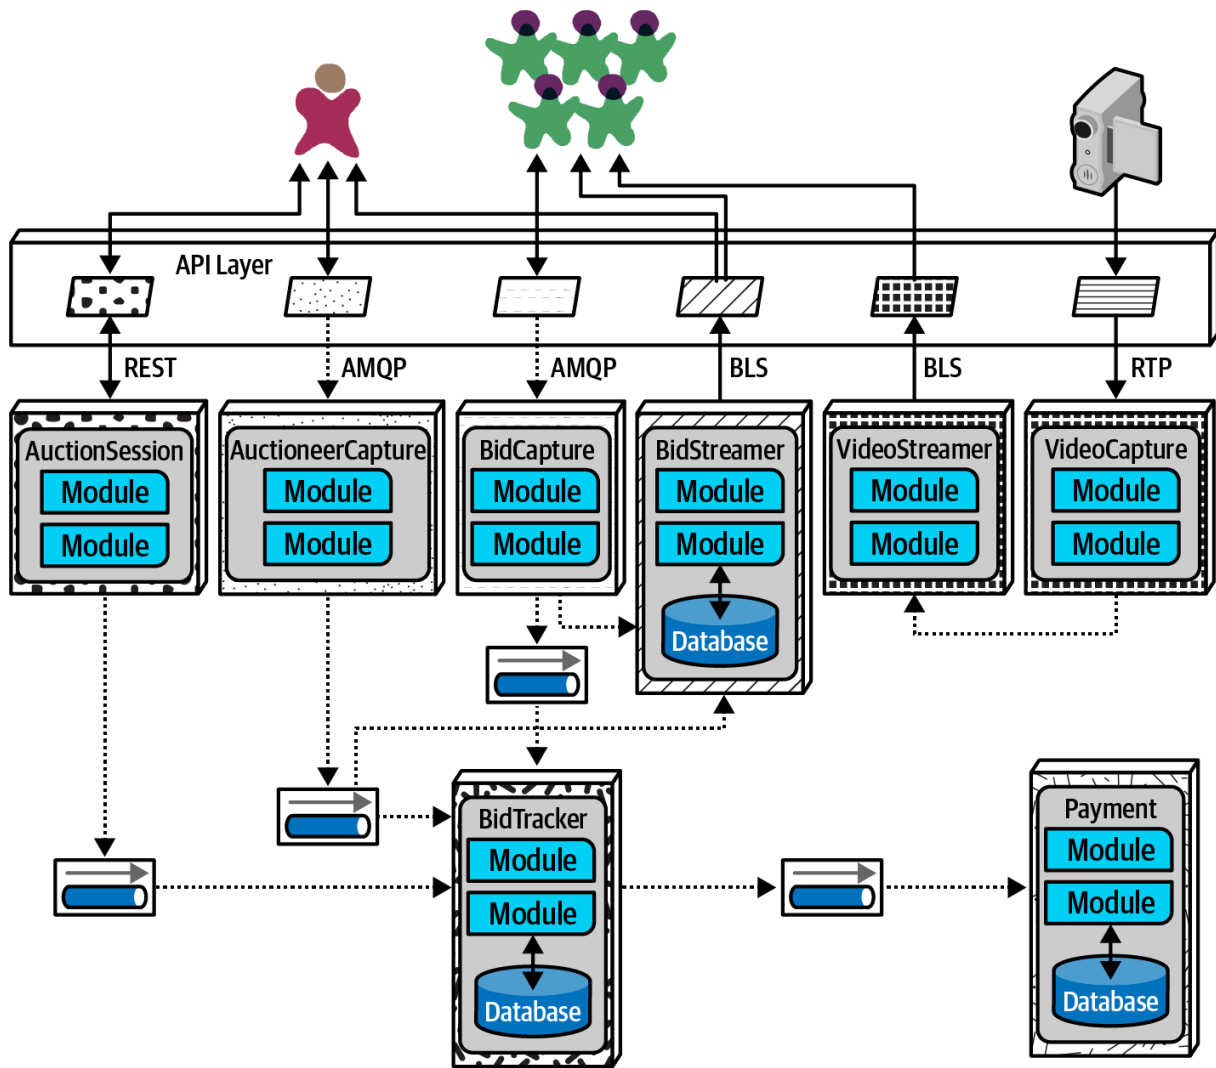 API Layer
REST
AMQP
AMQP
BLS
BLS
RTP
AuctionSession
Module
Module
AuctioneerCapture
Module
Module
BidCapture
Module
Module
BidStreamer
Module
Module
Database
VideoStreamer
Module
Module
VideoCapture
Module
Module
BidTracker
Module
Module
Database
Payment
Module
Module
Database